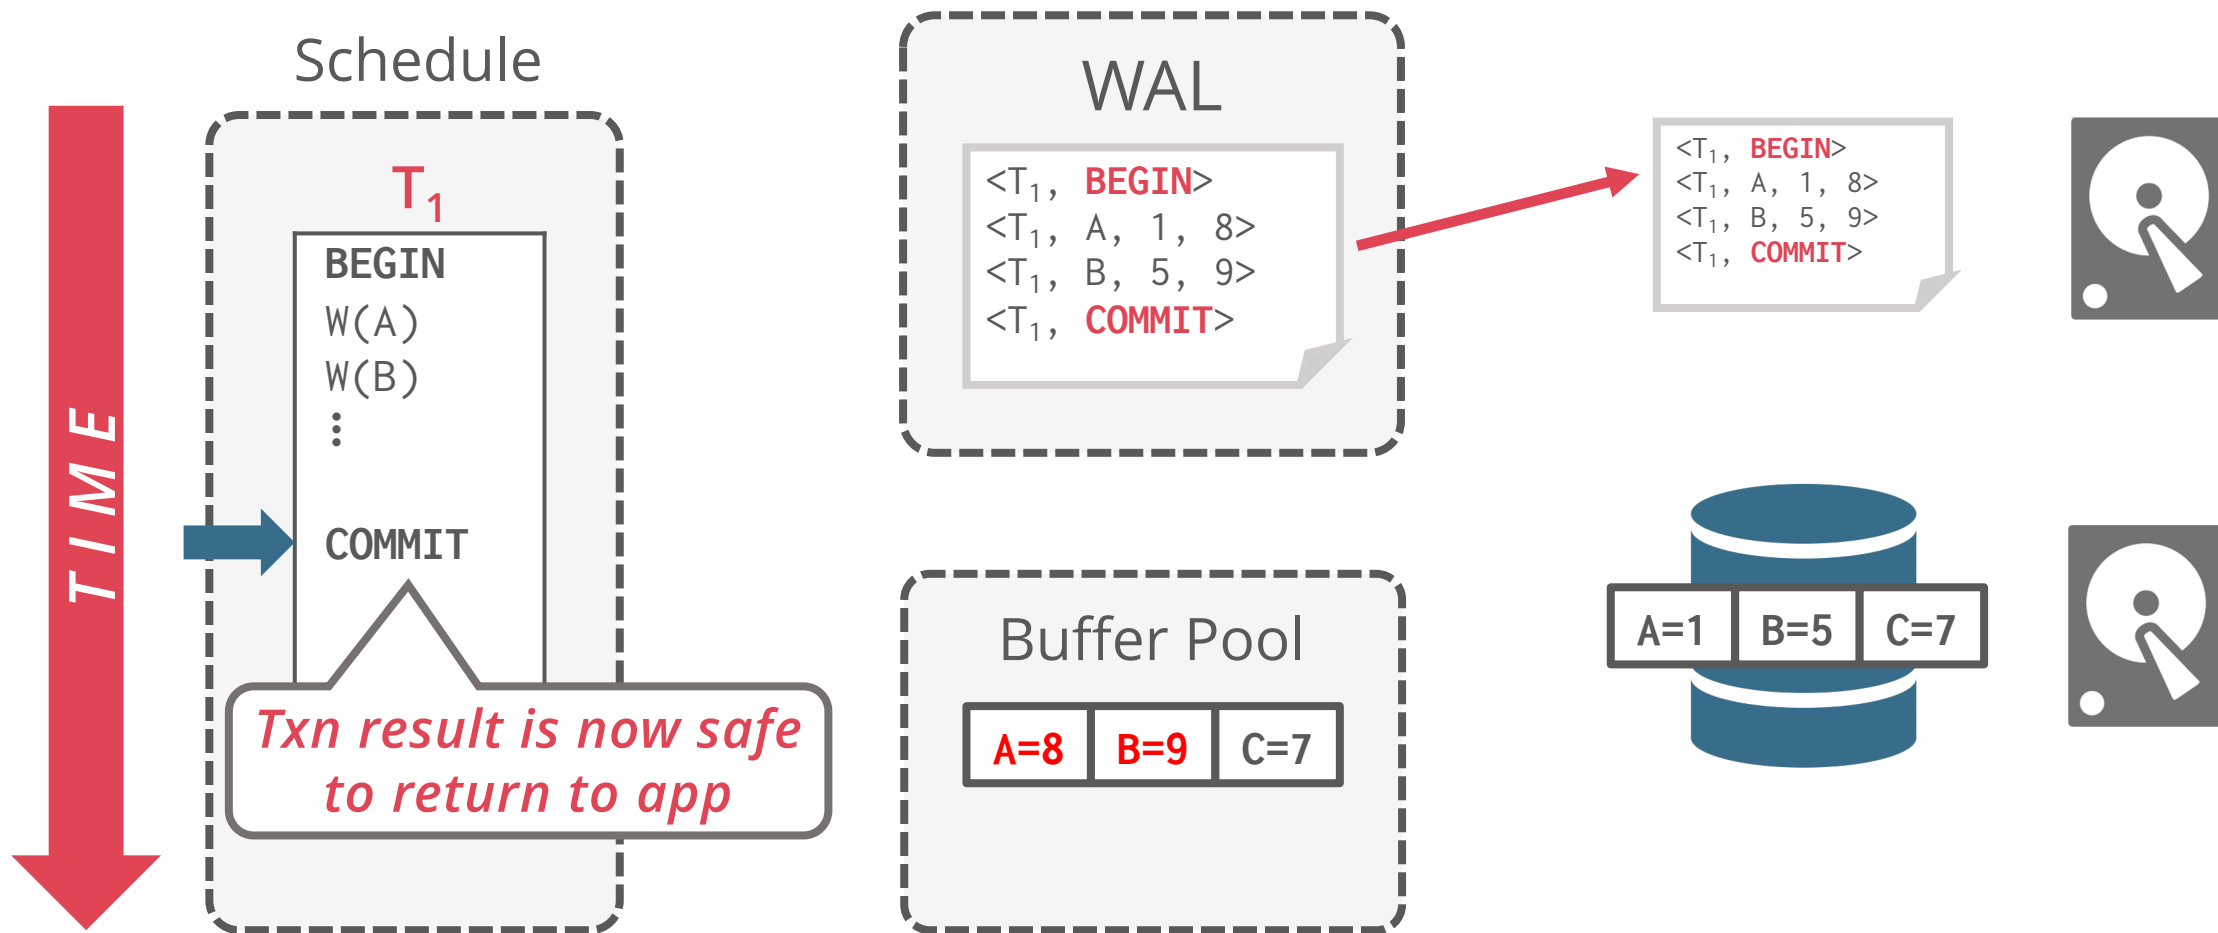 Schedule
TIME
T₁
BEGIN
W(A)
W(B)
⋮
COMMIT
Txn result is now safe
to return to app
WAL
<T₁, BEGIN>
<T₁, A, 1, 8>
<T₁, B, 5, 9>
<T₁, COMMIT>
<T₁, BEGIN>
<T₁, A, 1, 8>
<T₁, B, 5, 9>
<T₁, COMMIT>
Buffer Pool
A=8 B=9 C=7
A=1 B=5 C=7